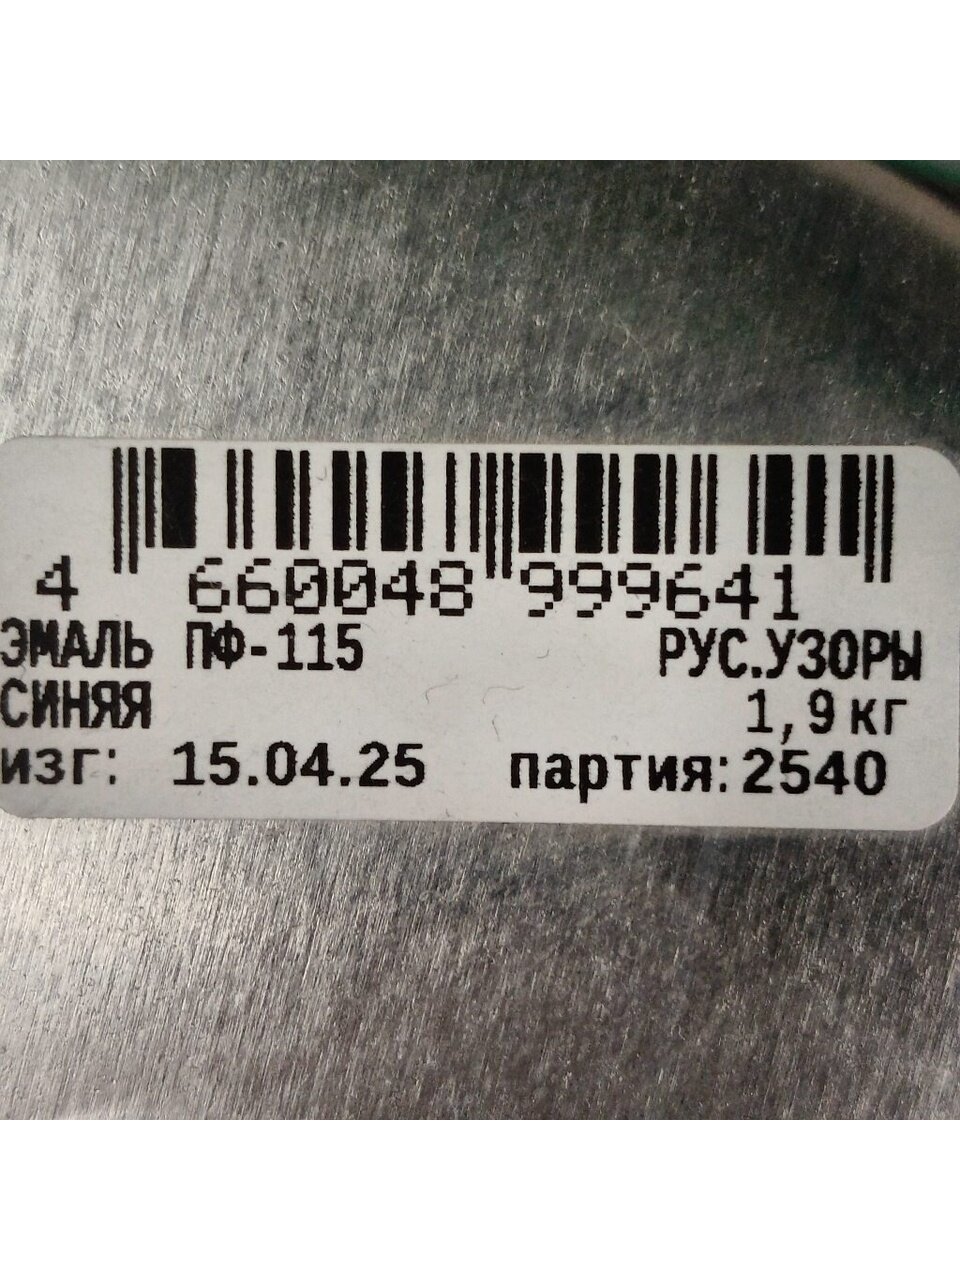 4 660048 999641
ЭМАЛЬ ПФ-115 РУС.УЗОРЫ
СИНЯЯ 1,9 кг
изг: 15.04.25 партия: 2540